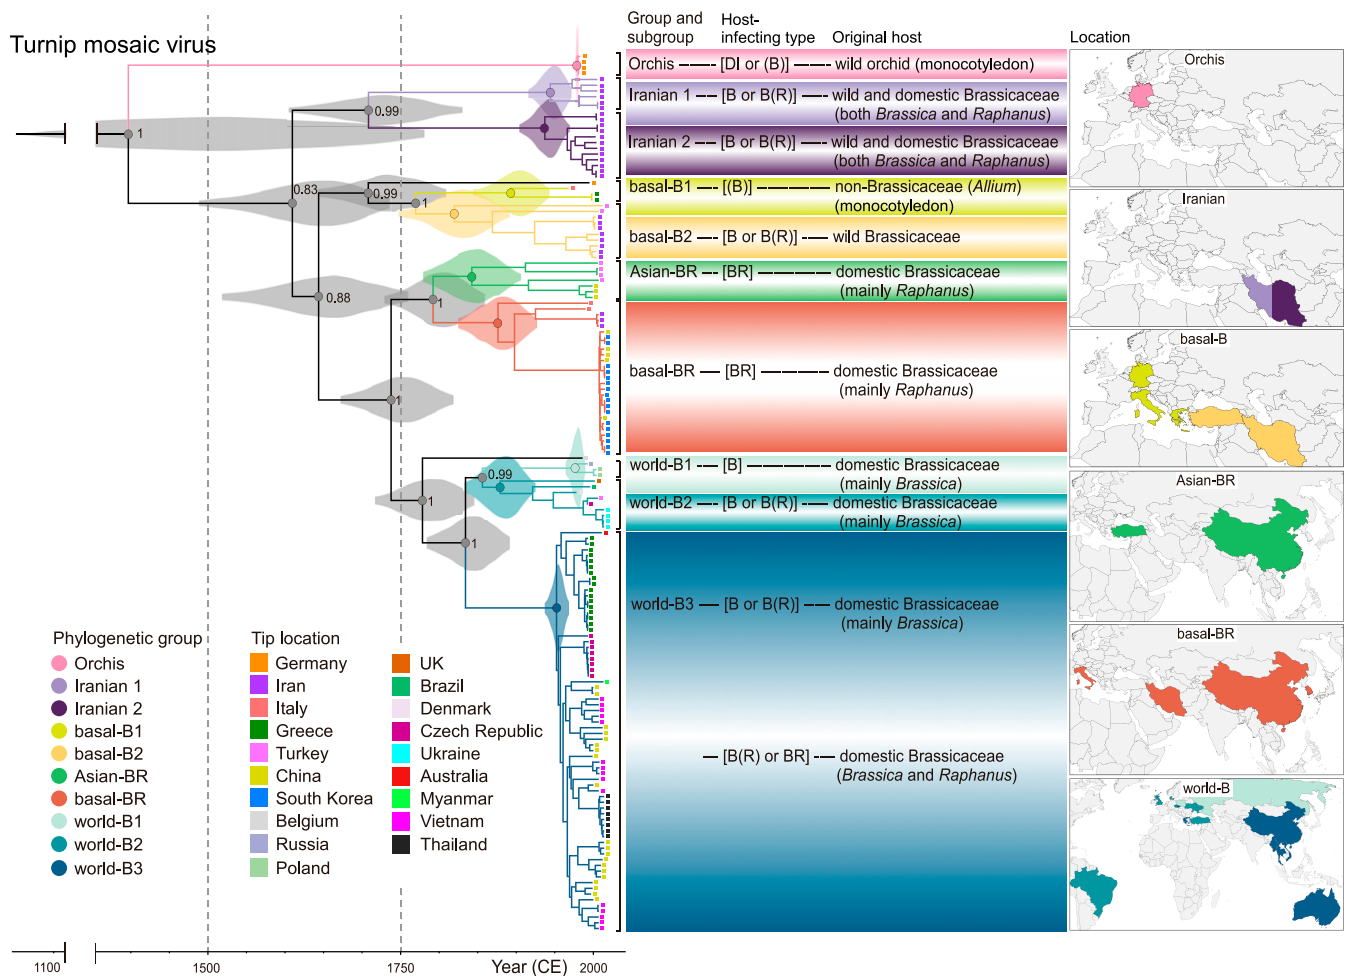 Turnip mosaic virus
Group and subgroup
Host-infecting type
Original host
Location
Orchis
[DI or (B)]
wild orchid (monocotyledon)
Iranian 1
[B or B(R)]
wild and domestic Brassicaceae
(both Brassica and Raphanus)
Iranian 2
[B or B(R)]
wild and domestic Brassicaceae
(both Brassica and Raphanus)
basal-B1
[(B)]
non-Brassicaceae (Allium)
(monocotyledon)
basal-B2
[B or B(R)]
wild Brassicaceae
Asian-BR
[BR]
domestic Brassicaceae
(mainly Raphanus)
basal-BR
[BR]
domestic Brassicaceae
(mainly Raphanus)
world-B1
[B]
domestic Brassicaceae
(mainly Brassica)
world-B2
[B or B(R)]
domestic Brassicaceae
(mainly Brassica)
world-B3
[B or B(R)]
domestic Brassicaceae
(mainly Brassica)
[B(R) or BR]
domestic Brassicaceae
(Brassica and Raphanus)
Orchis
Iranian
basal-B
Asian-BR
basal-BR
world-B
1
0.99
0.83
0.99
1
0.88
1
1
0.99
1
1
Phylogenetic group
Orchis
Iranian 1
Iranian 2
basal-B1
basal-B2
Asian-BR
basal-BR
world-B1
world-B2
world-B3
Tip location
Germany
Iran
Italy
Greece
Turkey
China
South Korea
Belgium
Russia
Poland
UK
Brazil
Denmark
Czech Republic
Ukraine
Australia
Myanmar
Vietnam
Thailand
1100
1500
1750
Year (CE)
2000